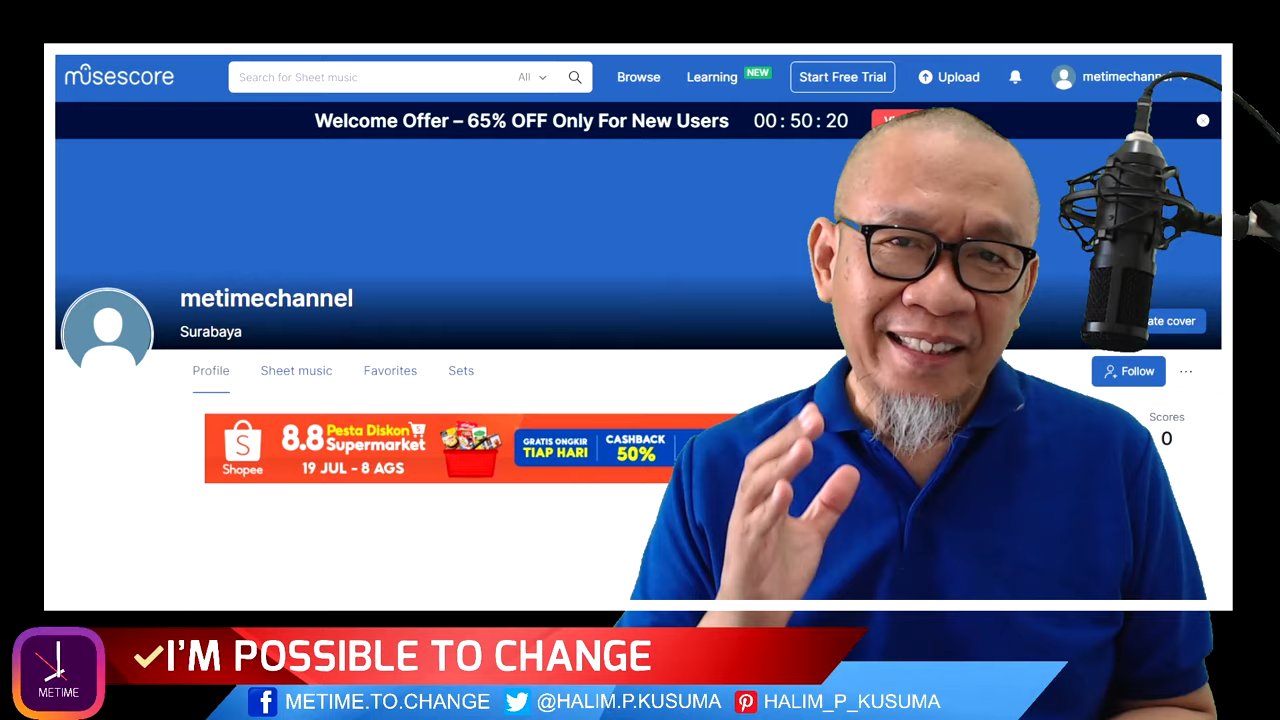 musescore
Search for Sheet music
All
Browse
Learning NEW
Start Free Trial
Upload
metimechannel
Welcome Offer – 65% OFF Only For New Users 00 : 50 : 20
metimechannel
Surabaya
ate cover
Profile Sheet music Favorites Sets
Follow
Scores
0
Shopee
8.8 Pesta Diskon
Supermarket
19 JUL - 8 AGS
GRATIS ONGKIR
TIAP HARI
CASHBACK
50%
METIME
I'M POSSIBLE TO CHANGE
METIME.TO.CHANGE @HALIM.P.KUSUMA HALIM_P_KUSUMA